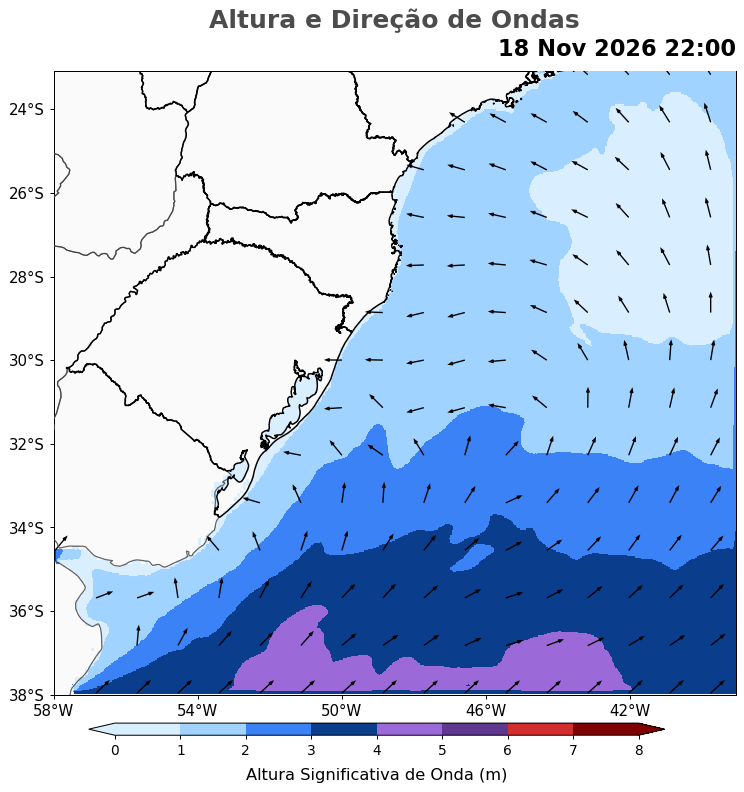 Altura e Direção de Ondas
18 Nov 2026 22:00
24°S
26°S
28°S
30°S
32°S
34°S
36°S
38°S
58°W 54°W 50°W 46°W 42°W
0 1 2 3 4 5 6 7 8
Altura Significativa de Onda (m)